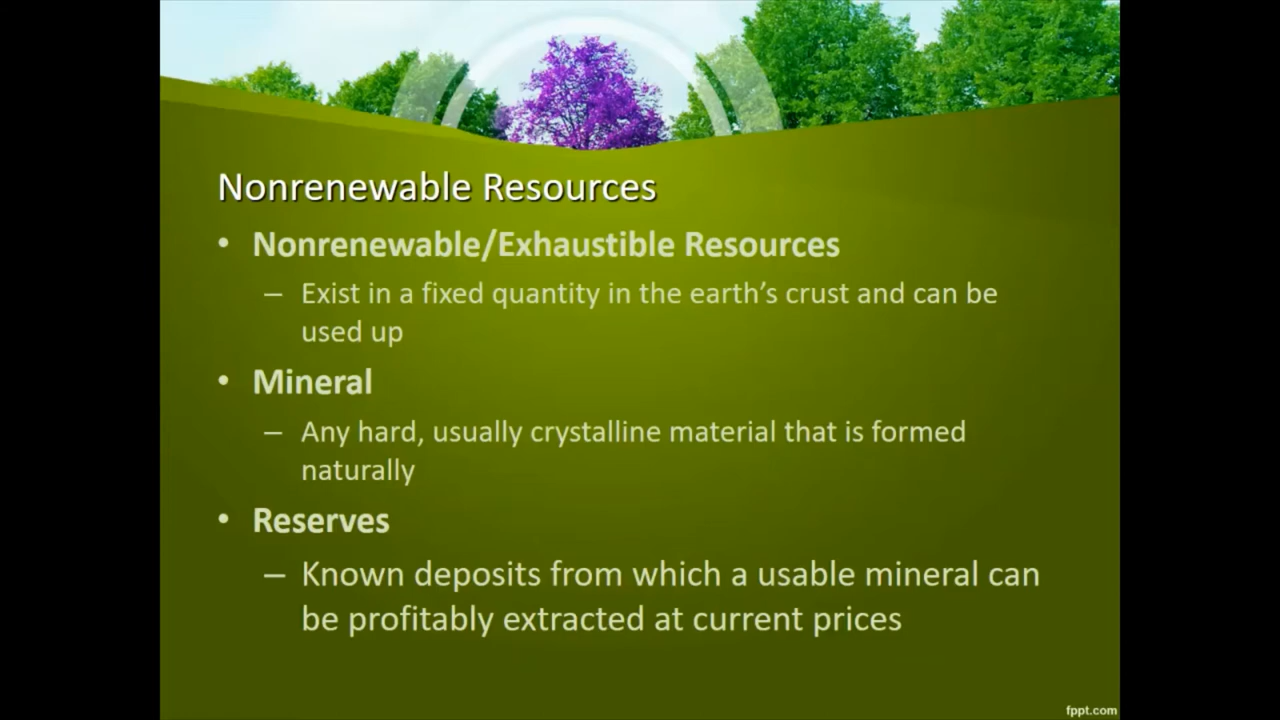 Nonrenewable Resources
• Nonrenewable/Exhaustible Resources
– Exist in a fixed quantity in the earth’s crust and can be
used up
• Mineral
– Any hard, usually crystalline material that is formed
naturally
• Reserves
– Known deposits from which a usable mineral can
be profitably extracted at current prices
fppt.com